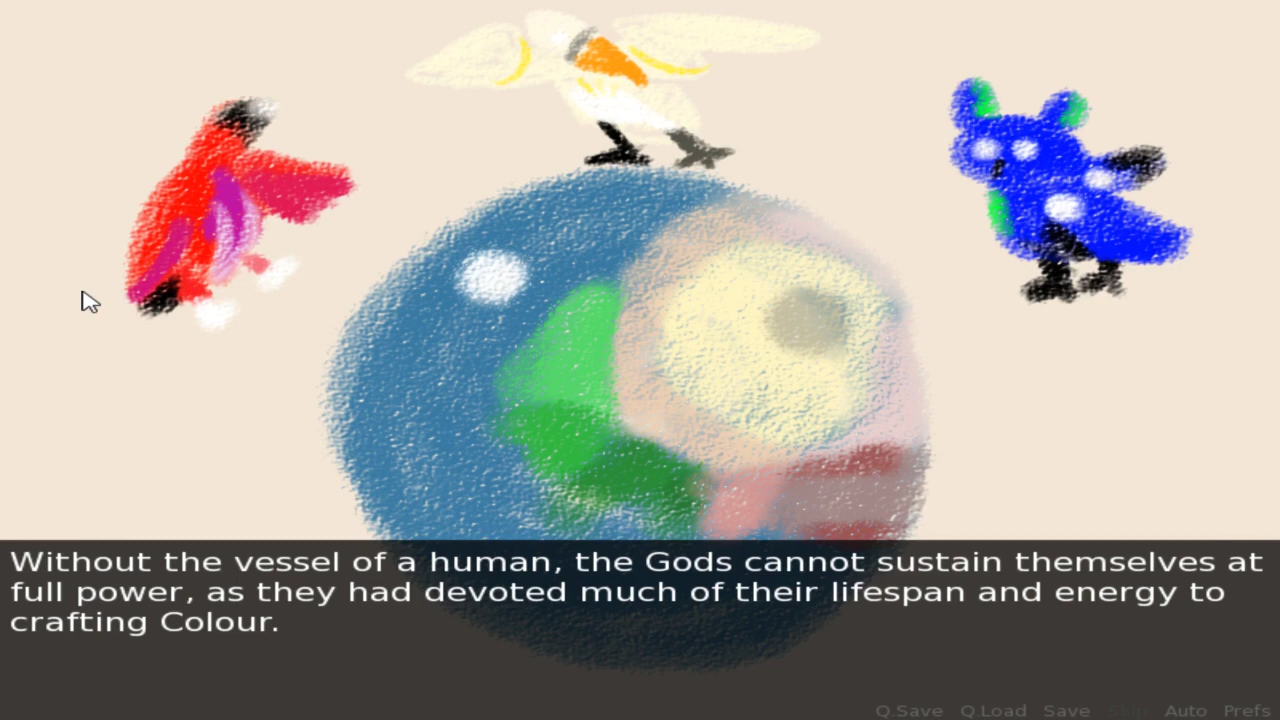 Without the vessel of a human, the Gods cannot sustain themselves at
full power, as they had devoted much of their lifespan and energy to
crafting Colour.
Q.Save Q.Load Save Skip Auto Prefs